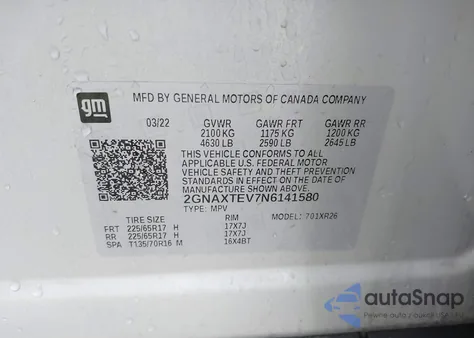 gm
MFD BY GENERAL MOTORS OF CANADA COMPANY
03/22 GVWR GAWR FRT GAWR RR
2100 KG 1175 KG 1200 KG
4630 LB 2590 LB 2645 LB
THIS VEHICLE CONFORMS TO ALL
APPLICABLE U.S. FEDERAL MOTOR
VEHICLE SAFETY AND THEFT
PREVENTION STANDARDS IN EFFECT ON
THE DATE OF MANUFACTURE SHOWN ABOVE.
2GNAXTEV7N6141580
TYPE: MPV MODEL: 701XR26
RIM
FRT 225/65R17 H 17X7J
RR 225/65R17 H 17X7J
SPA T135/70R16 M 16X4BT
autoSnap